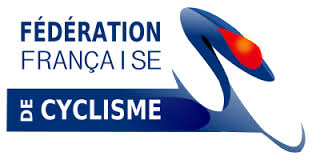 FÉDÉRATION
FRANÇAISE
DE CYCLISME